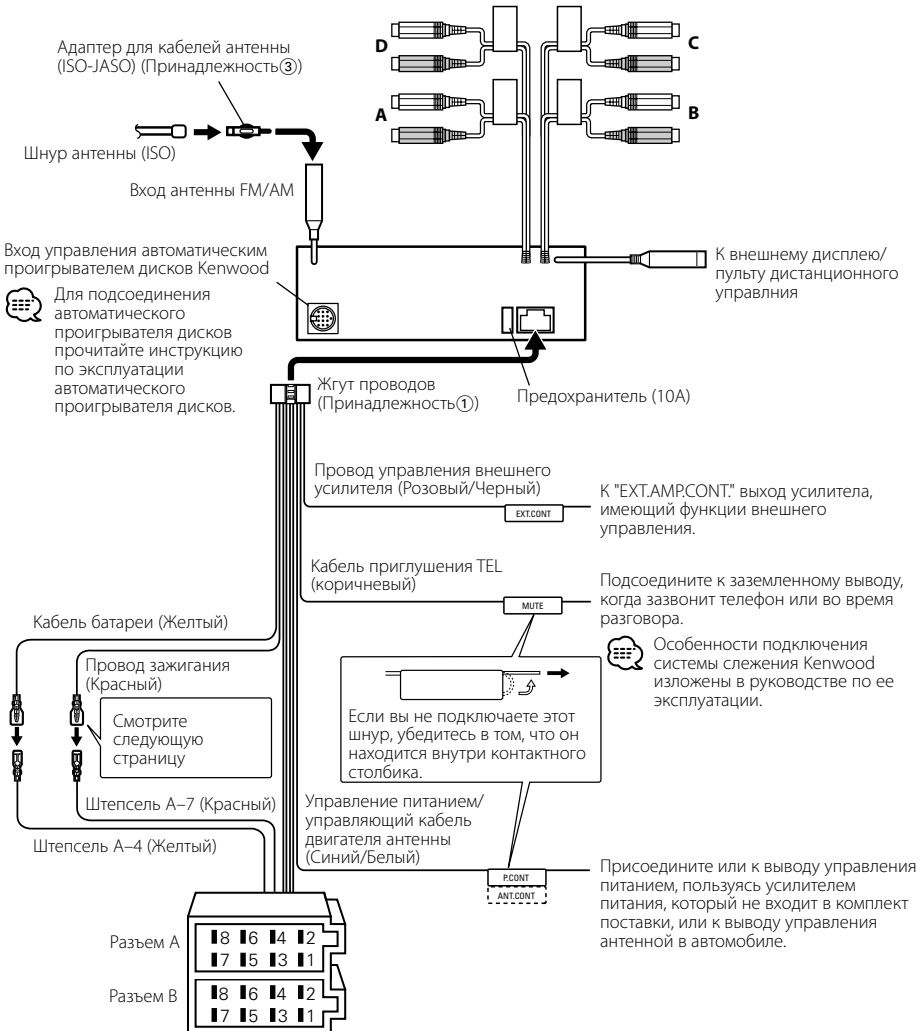 D
C
A
B
Адаптер для кабелей антенны
(ISO-JASO) (Принадлежность③)
Шнур антенны (ISO)
Вход антенны FM/AM
Вход управления автоматическим
проигрывателем дисков Kenwood
Для подсоединения
автоматического
проигрывателя дисков
прочитайте инструкцию
по эксплуатации
автоматического
проигрывателя дисков.
К внешнему дисплею/
пульту дистанционного
управлния
Жгут проводов
(Принадлежность①)
Предохранитель (10A)
Провод управления внешнего
усилителя (Розовый/Черный)
EXT.CONT
К "EXT.AMP.CONT." выход усилитела,
имеющий функции внешнего
управления.
Кабель приглушения TEL
(коричневый)
MUTE
Подсоедините к заземленному выводу,
когда зазвонит телефон или во время
разговора.
Особенности подключения
системы слежения Kenwood
изложены в руководстве по ее
эксплуатации.
Кабель батареи (Желтый)
Провод зажигания
(Красный)
Смотрите
следующую
страницу
Если вы не подключаете этот
шнур, убедитесь в том, что он
находится внутри контактного
столбика.
Штепсель A–7 (Красный)
Штепсель A–4 (Желтый)
Управление питанием/
управляющий кабель
двигателя антенны
(Синий/Белый)
P.CONT
ANT.CONT
Присоедините или к выводу управления
питанием, пользуясь усилителем
питания, который не входит в комплект
поставки, или к выводу управления
антенной в автомобиле.
Разъем A
8 6 4 2
7 5 3 1
Разъем B
8 6 4 2
7 5 3 1